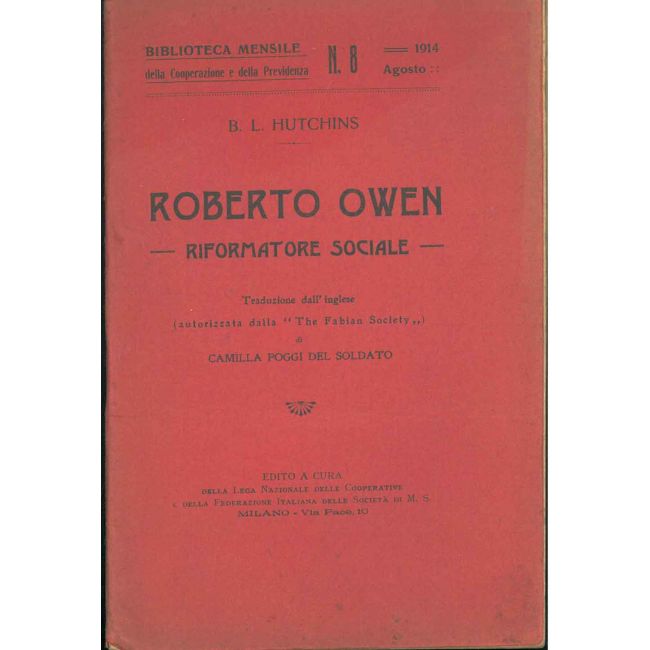 BIBLIOTECA MENSILE
della Cooperazione e della Previdenza
N. 8
1914
Agosto ::
B. L. HUTCHINS
ROBERTO OWEN
— RIFORMATORE SOCIALE —
Traduzione dall' inglese
(autorizzata dalla “ The Fabian Society „)
di
CAMILLA POGGI DEL SOLDATO
EDITO A CURA
DELLA LEGA NAZIONALE DELLE COOPERATIVE
E DELLA FEDERAZIONE ITALIANA DELLE SOCIETÀ DI M. S.
MILANO - Via Pace, 10